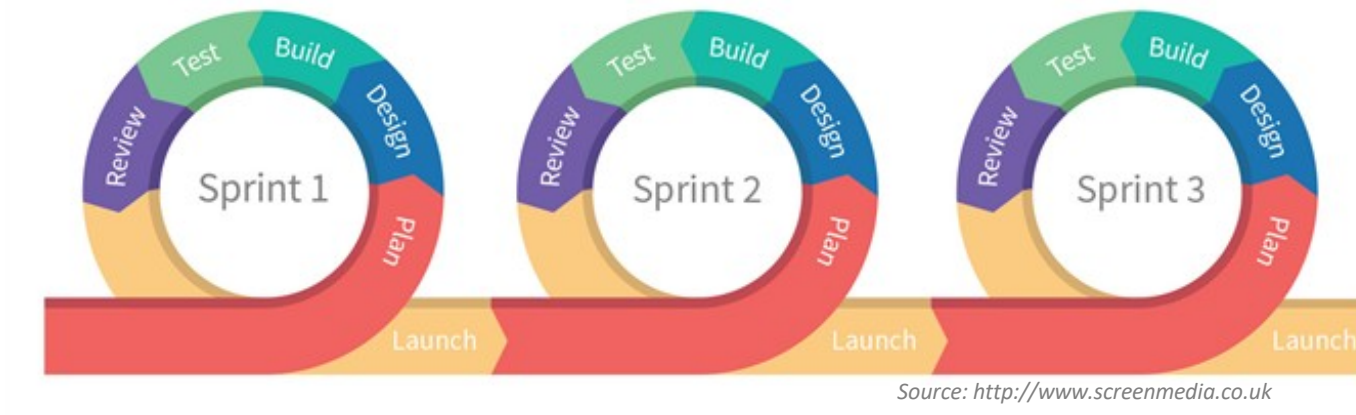 Test
Build
Design
Review
Sprint 1
Plan
Launch
Test
Build
Design
Review
Sprint 2
Plan
Launch
Test
Build
Design
Review
Sprint 3
Plan
Launch
Source: http://www.screenmedia.co.uk